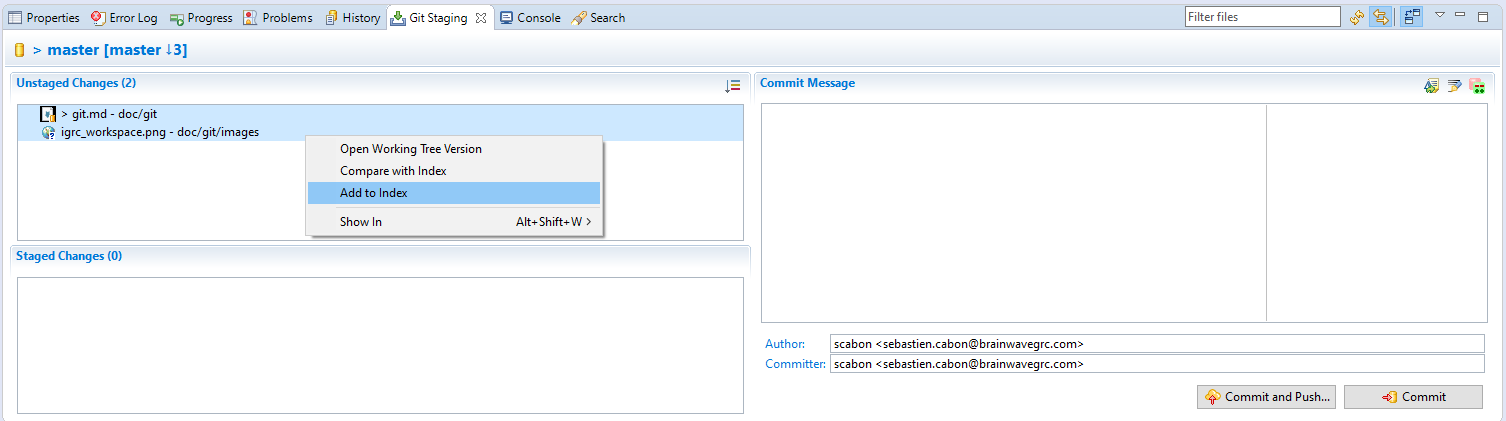 Properties Error Log Progress Problems History Git Staging Console Search Filter files
> master [master ↓3]
Unstaged Changes (2)
> git.md - doc/git
igrc_workspace.png - doc/git/images
Open Working Tree Version
Compare with Index
Add to Index
Show In Alt+Shift+W >
Staged Changes (0)
Commit Message
Author: scabon <sebastien.cabon@brainwavegrc.com>
Committer: scabon <sebastien.cabon@brainwavegrc.com>
Commit and Push... Commit